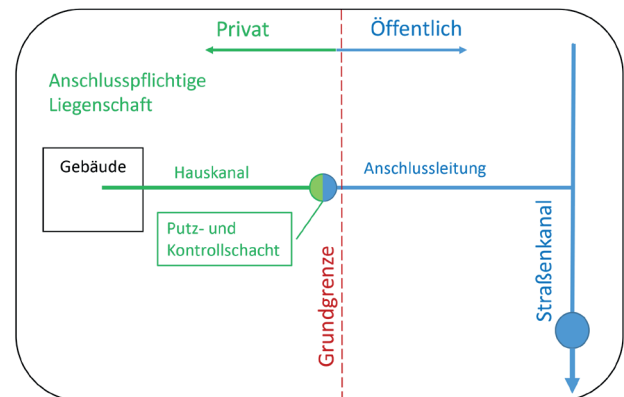 Privat
Öffentlich
Anschlusspflichtige
Liegenschaft
Gebäude
Hauskanal
Anschlussleitung
Putz- und
Kontrollschacht
Grundgrenze
Straßenkanal